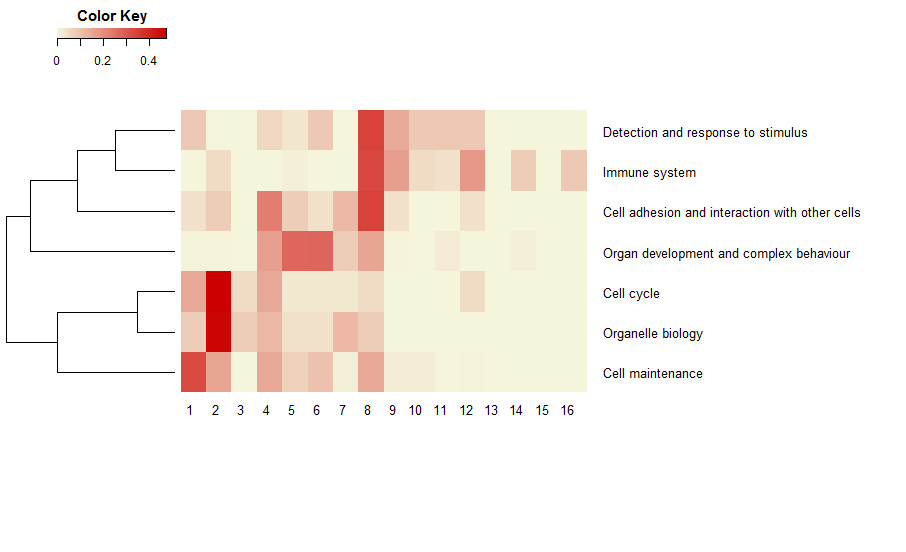 Color Key
0 0.2 0.4
Detection and response to stimulus
Immune system
Cell adhesion and interaction with other cells
Organ development and complex behaviour
Cell cycle
Organelle biology
Cell maintenance
1 2 3 4 5 6 7 8 9 10 11 12 13 14 15 16